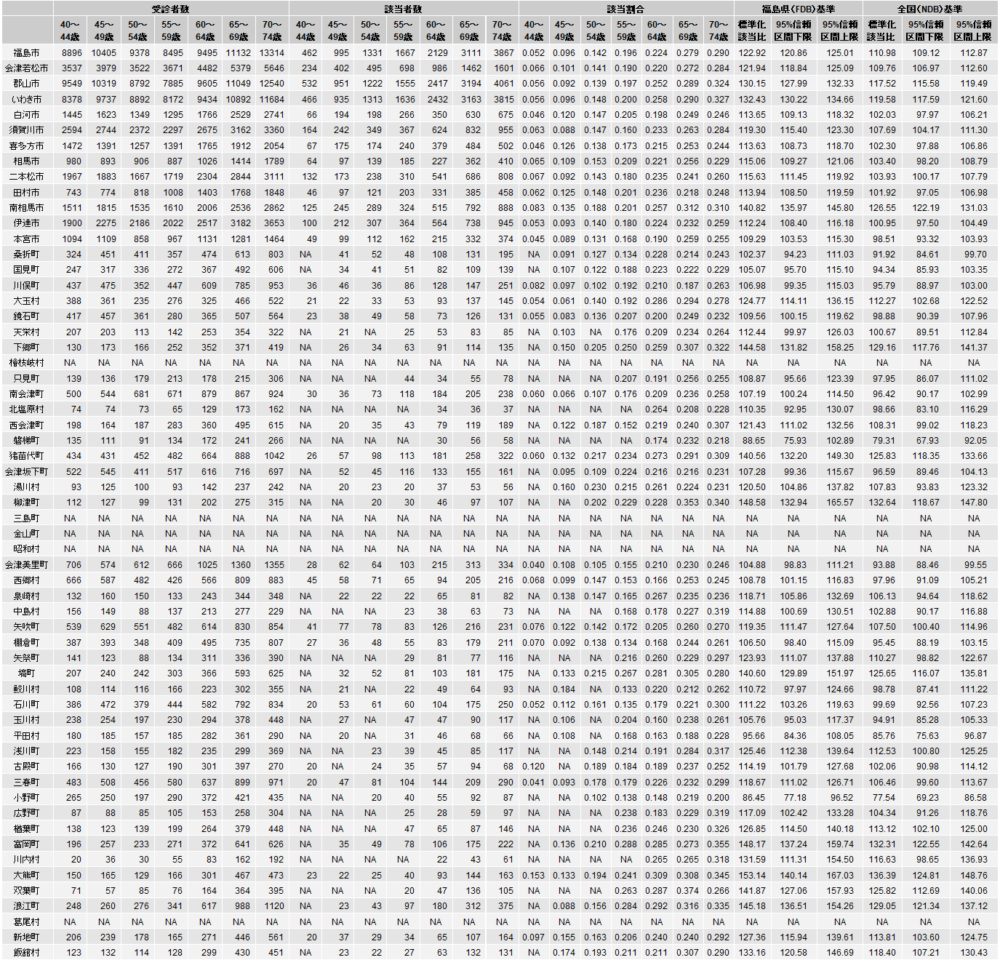 受診者数 該当者数 該当割合 福島県（FDB）基準 全国（NDB）基準
40～ 45～ 50～ 55～ 60～ 65～ 70～ 40～ 45～ 50～ 55～ 60～ 65～ 70～ 40～ 45～ 50～ 55～ 60～ 65～ 70～ 標準化 95%信頼 95%信頼 標準化 95%信頼 95%信頼
44歳 49歳 54歳 59歳 64歳 69歳 74歳 44歳 49歳 54歳 59歳 64歳 69歳 74歳 44歳 49歳 54歳 59歳 64歳 69歳 74歳 該当比 区間下限 区間上限 該当比 区間下限 区間上限
福島市 8896 10405 9378 8495 9495 11132 13314 462 995 1331 1667 2129 3111 3867 0.052 0.096 0.142 0.196 0.224 0.279 0.290 122.92 120.86 125.01 110.98 109.12 112.87
会津若松市 3537 3979 3522 3671 4482 5379 5646 234 402 495 698 986 1462 1601 0.066 0.101 0.141 0.190 0.220 0.272 0.284 121.94 118.84 125.09 109.76 106.97 112.60
郡山市 9549 10319 8792 7885 9605 11049 12540 532 951 1222 1555 2417 3194 4061 0.056 0.092 0.139 0.197 0.252 0.289 0.324 130.15 127.99 132.33 117.52 115.58 119.49
いわき市 8378 9737 8892 8172 9434 10892 11684 466 935 1313 1636 2432 3163 3815 0.056 0.096 0.148 0.200 0.258 0.290 0.327 132.43 130.22 134.66 119.58 117.59 121.60
白河市 1445 1623 1349 1295 1766 2529 2741 66 194 198 266 350 630 675 0.046 0.120 0.147 0.205 0.198 0.249 0.246 113.65 109.13 118.32 102.03 97.97 106.21
須賀川市 2594 2744 2372 2297 2675 3162 3360 164 242 349 367 624 832 955 0.063 0.088 0.147 0.160 0.233 0.263 0.284 119.30 115.40 123.30 107.69 104.17 111.30
喜多方市 1472 1391 1257 1391 1765 1912 2054 67 175 174 240 379 484 502 0.046 0.126 0.138 0.173 0.215 0.253 0.244 113.63 108.73 118.70 102.30 97.88 106.86
相馬市 980 893 906 887 1026 1414 1789 64 97 139 185 227 362 410 0.065 0.109 0.153 0.209 0.221 0.256 0.229 115.06 109.27 121.06 103.40 98.20 108.79
二本松市 1967 1883 1667 1719 2304 2844 3111 132 173 238 310 541 686 808 0.067 0.092 0.143 0.180 0.235 0.241 0.260 115.63 111.45 119.92 103.93 100.17 107.79
田村市 743 774 818 1008 1403 1768 1848 46 97 121 203 331 385 458 0.062 0.125 0.148 0.201 0.236 0.218 0.248 113.94 108.50 119.59 101.92 97.05 106.98
南相馬市 1511 1815 1535 1610 2006 2536 2862 125 245 289 324 515 792 888 0.083 0.135 0.188 0.201 0.257 0.312 0.310 140.82 135.97 145.80 126.55 122.19 131.03
伊達市 1900 2275 2186 2022 2517 3182 3653 100 212 307 364 564 738 945 0.053 0.093 0.140 0.180 0.224 0.232 0.259 112.24 108.40 116.18 100.95 97.50 104.49
本宮市 1094 1109 858 967 1131 1281 1464 49 99 112 162 215 332 374 0.045 0.089 0.131 0.168 0.190 0.259 0.255 109.29 103.53 115.30 98.51 93.32 103.93
桑折町 324 451 411 357 474 613 803 NA 41 52 48 108 131 195 NA 0.091 0.127 0.134 0.228 0.214 0.243 102.37 94.23 111.03 91.92 84.61 99.70
国見町 247 317 336 272 367 492 606 NA 34 41 51 82 109 139 NA 0.107 0.122 0.188 0.223 0.222 0.229 105.07 95.70 115.10 94.34 85.93 103.35
川俣町 437 475 352 447 609 785 953 36 46 36 86 128 147 251 0.082 0.097 0.102 0.192 0.210 0.187 0.263 106.98 99.35 115.03 95.79 88.97 103.00
大玉村 388 361 235 276 325 466 522 21 22 33 53 93 137 145 0.054 0.061 0.140 0.192 0.286 0.294 0.278 124.77 114.11 136.15 112.27 102.68 122.52
鏡石町 417 457 361 280 365 507 564 23 38 49 58 73 126 131 0.055 0.083 0.136 0.207 0.200 0.249 0.232 109.56 100.15 119.62 98.88 90.39 107.96
天栄村 207 203 113 142 253 354 322 NA 21 NA 25 53 83 85 NA 0.103 NA 0.176 0.209 0.234 0.264 112.44 99.97 126.03 100.67 89.51 112.84
下郷町 130 173 166 252 352 371 419 NA 26 34 63 91 114 135 NA 0.150 0.205 0.250 0.259 0.307 0.322 144.58 131.82 158.25 129.16 117.76 141.37
檜枝岐村 NA NA NA NA NA NA NA NA NA NA NA NA NA NA NA NA NA NA NA NA NA NA NA NA NA NA NA
只見町 139 136 179 213 178 215 306 NA NA NA 44 34 55 78 NA NA NA 0.207 0.191 0.256 0.255 108.87 95.66 123.39 97.95 86.07 111.02
南会津町 500 544 681 671 879 867 924 30 36 73 118 184 205 238 0.060 0.066 0.107 0.176 0.209 0.236 0.258 107.19 100.24 114.50 96.42 90.17 102.99
北塩原村 74 74 73 65 129 173 162 NA NA NA NA 34 36 37 NA NA NA NA 0.264 0.208 0.228 110.35 92.95 130.07 98.66 83.10 116.29
西会津町 198 164 187 283 360 495 615 NA 20 35 43 79 119 189 NA 0.122 0.187 0.152 0.219 0.240 0.307 121.43 111.02 132.56 108.31 99.02 118.23
磐梯町 135 111 91 134 172 241 266 NA NA NA NA 30 56 58 NA NA NA NA 0.174 0.232 0.218 88.65 75.93 102.89 79.31 67.93 92.05
猪苗代町 434 431 452 482 664 888 1042 26 57 98 113 181 258 322 0.060 0.132 0.217 0.234 0.273 0.291 0.309 140.56 132.20 149.30 125.83 118.35 133.66
会津坂下町 522 545 411 517 616 716 697 NA 52 45 116 133 155 161 NA 0.095 0.109 0.224 0.216 0.216 0.231 107.28 99.36 115.67 96.59 89.46 104.13
湯川村 93 125 100 93 142 237 242 NA 20 23 20 37 53 56 NA 0.160 0.230 0.215 0.261 0.224 0.231 120.50 104.86 137.82 107.83 93.83 123.32
柳津町 112 127 99 131 202 275 315 NA NA 20 30 46 97 107 NA NA 0.202 0.229 0.228 0.353 0.340 148.58 132.94 165.57 132.64 118.67 147.80
三島町 NA NA NA NA NA NA NA NA NA NA NA NA NA NA NA NA NA NA NA NA NA NA NA NA NA NA NA
金山町 NA NA NA NA NA NA NA NA NA NA NA NA NA NA NA NA NA NA NA NA NA NA NA NA NA NA NA
昭和村 NA NA NA NA NA NA NA NA NA NA NA NA NA NA NA NA NA NA NA NA NA NA NA NA NA NA NA
会津美里町 706 574 612 666 1025 1360 1355 28 62 64 103 215 313 334 0.040 0.108 0.105 0.155 0.210 0.230 0.246 104.88 98.83 111.21 93.88 88.46 99.55
西郷村 666 587 482 426 566 809 883 45 58 71 65 94 205 216 0.068 0.099 0.147 0.153 0.166 0.253 0.245 108.78 101.15 116.83 97.96 91.09 105.21
泉崎村 132 160 150 133 243 344 348 NA 22 22 22 65 81 82 NA 0.138 0.147 0.165 0.267 0.235 0.236 118.71 105.86 132.69 106.13 94.64 118.62
中島村 156 149 88 137 213 277 229 NA NA NA 23 38 63 73 NA NA NA 0.168 0.178 0.227 0.319 114.88 100.69 130.51 102.88 90.17 116.88
矢吹町 539 629 551 482 614 830 854 41 77 78 83 126 216 231 0.076 0.122 0.142 0.172 0.205 0.260 0.270 119.35 111.47 127.64 107.50 100.40 114.96
棚倉町 387 393 348 409 495 735 807 27 36 48 55 83 179 211 0.070 0.092 0.138 0.134 0.168 0.244 0.261 106.50 98.40 115.09 95.45 88.19 103.15
矢祭町 141 123 88 134 311 336 390 NA NA NA 29 81 77 116 NA NA NA 0.216 0.260 0.229 0.297 123.93 111.07 137.88 110.27 98.82 122.67
塙町 207 240 242 303 366 593 625 NA 32 52 81 103 181 175 NA 0.133 0.215 0.267 0.281 0.305 0.280 140.60 129.89 151.97 125.65 116.07 135.81
鮫川村 108 114 116 166 223 302 355 NA 21 NA 22 49 64 93 NA 0.184 NA 0.133 0.220 0.212 0.262 110.72 97.97 124.66 98.78 87.41 111.22
石川町 386 472 379 444 582 792 834 20 53 61 60 104 175 250 0.052 0.112 0.161 0.135 0.179 0.221 0.300 111.22 103.26 119.63 99.69 92.56 107.23
玉川村 238 254 197 230 294 378 448 NA 27 NA 47 47 90 117 NA 0.106 NA 0.204 0.160 0.238 0.261 105.76 95.03 117.37 94.91 85.28 105.33
平田村 180 185 157 185 282 361 290 NA 20 NA 31 46 68 66 NA 0.108 NA 0.168 0.163 0.188 0.228 95.66 84.36 108.05 85.76 75.63 96.87
浅川町 223 158 155 182 235 299 369 NA NA 23 39 45 85 117 NA NA 0.148 0.214 0.191 0.284 0.317 125.46 112.38 139.64 112.53 100.80 125.25
古殿町 166 130 127 190 301 397 270 20 NA 24 35 57 94 68 0.120 NA 0.189 0.184 0.189 0.237 0.252 114.19 101.79 127.68 102.06 90.98 114.12
三春町 483 508 456 580 637 899 971 20 47 81 104 144 209 290 0.041 0.093 0.178 0.179 0.226 0.232 0.299 118.67 111.02 126.71 106.46 99.60 113.67
小野町 265 250 197 290 372 421 435 NA NA 20 40 55 92 87 NA NA 0.102 0.138 0.148 0.219 0.200 86.45 77.18 96.52 77.54 69.23 86.58
広野町 87 88 85 105 153 258 304 NA NA NA 25 28 59 97 NA NA NA 0.238 0.183 0.229 0.319 117.09 102.42 133.28 104.34 91.26 118.76
楢葉町 138 123 139 199 264 379 448 NA NA NA 47 65 87 146 NA NA NA 0.236 0.246 0.230 0.326 126.85 114.50 140.18 113.12 102.10 125.00
富岡町 196 257 233 271 372 641 626 NA 35 49 78 106 175 222 NA 0.136 0.210 0.288 0.285 0.273 0.355 148.17 137.24 159.74 132.31 122.55 142.64
川内村 20 36 30 55 83 162 192 NA NA NA NA 22 43 61 NA NA NA NA 0.265 0.265 0.318 131.59 111.31 154.50 116.63 98.65 136.93
大熊町 150 165 129 166 301 467 473 23 22 25 40 93 144 163 0.153 0.133 0.194 0.241 0.309 0.308 0.345 153.14 140.14 167.03 136.39 124.81 148.76
双葉町 71 57 85 76 164 364 395 NA NA NA 20 47 136 105 NA NA NA 0.263 0.287 0.374 0.266 141.87 127.06 157.93 125.82 112.69 140.06
浪江町 248 260 276 341 617 988 1120 NA 23 43 97 180 312 375 NA 0.088 0.156 0.284 0.292 0.316 0.335 145.18 136.51 154.26 129.05 121.34 137.12
葛尾村 NA NA NA NA NA NA NA NA NA NA NA NA NA NA NA NA NA NA NA NA NA NA NA NA NA NA NA
新地町 206 239 178 165 271 446 561 20 37 29 34 65 107 164 0.097 0.155 0.163 0.206 0.240 0.240 0.292 127.36 115.94 139.61 113.81 103.60 124.75
飯舘村 123 132 114 128 299 430 451 NA 23 22 27 63 132 131 NA 0.174 0.193 0.211 0.211 0.307 0.290 133.16 120.58 146.69 118.40 107.21 130.43